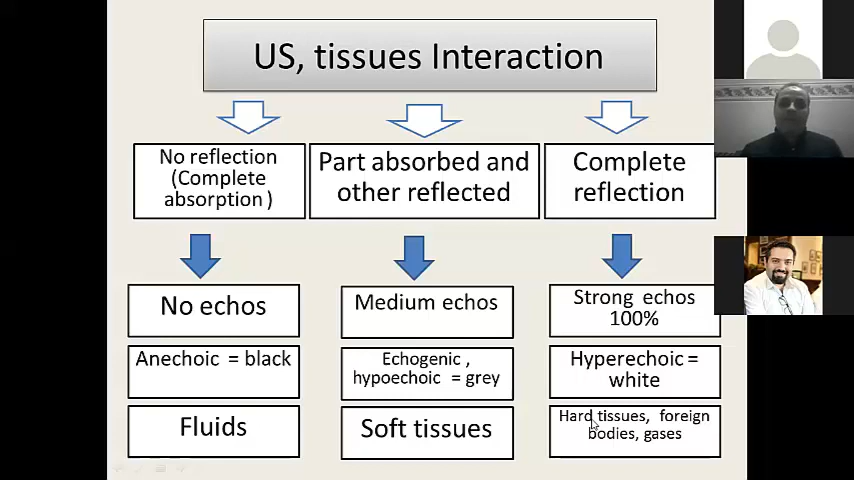 US, tissues Interaction
No reflection
(Complete
absorption )
Part absorbed and
other reflected
Complete
reflection
No echos
Medium echos
Strong echos
100%
Anechoic = black
Echogenic ,
hypoechoic = grey
Hyperechoic =
white
Fluids
Soft tissues
Hard tissues, foreign
bodies, gases